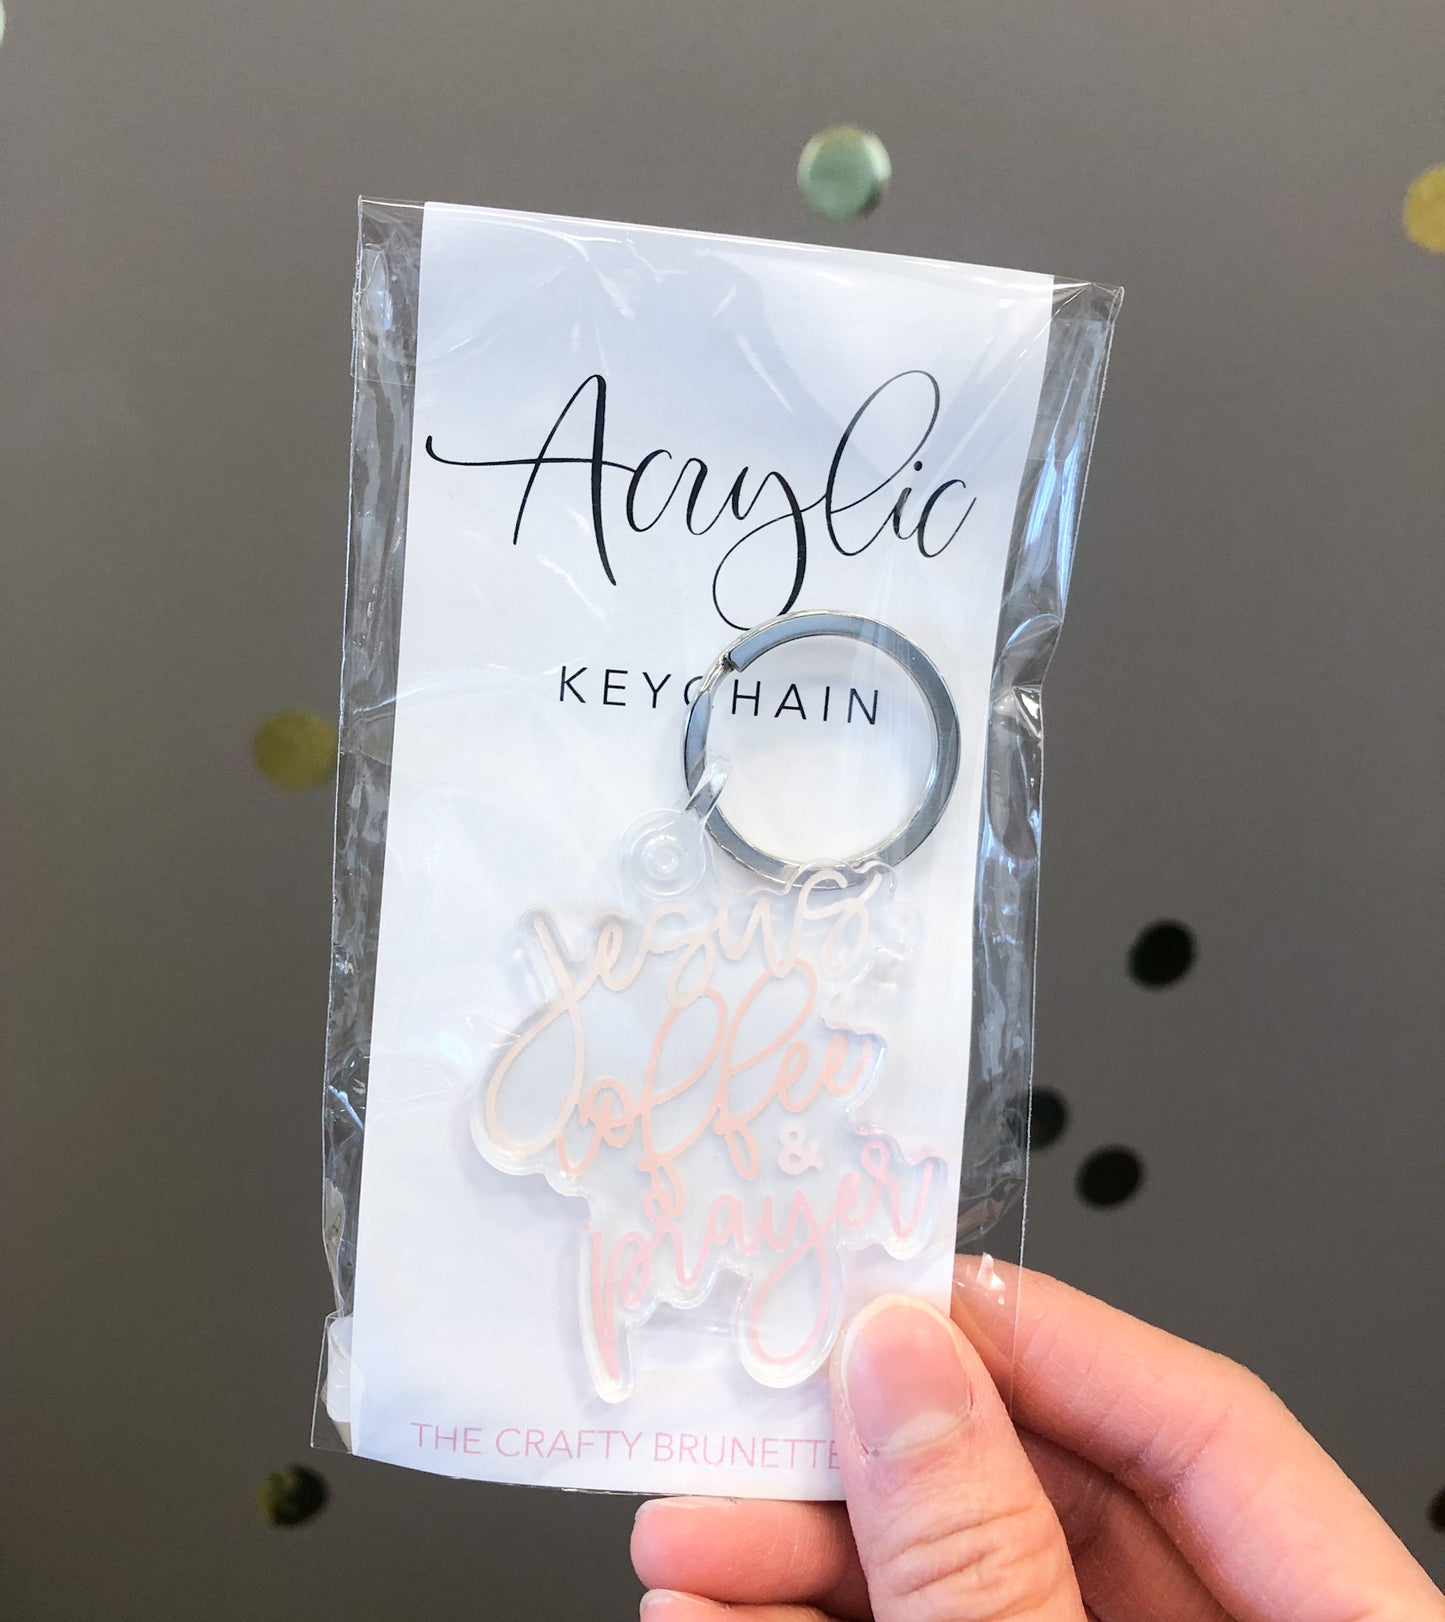 Acrylic
KEYCHAIN
jesus
coffee
&
prayer
THE CRAFTY BRUNETTE